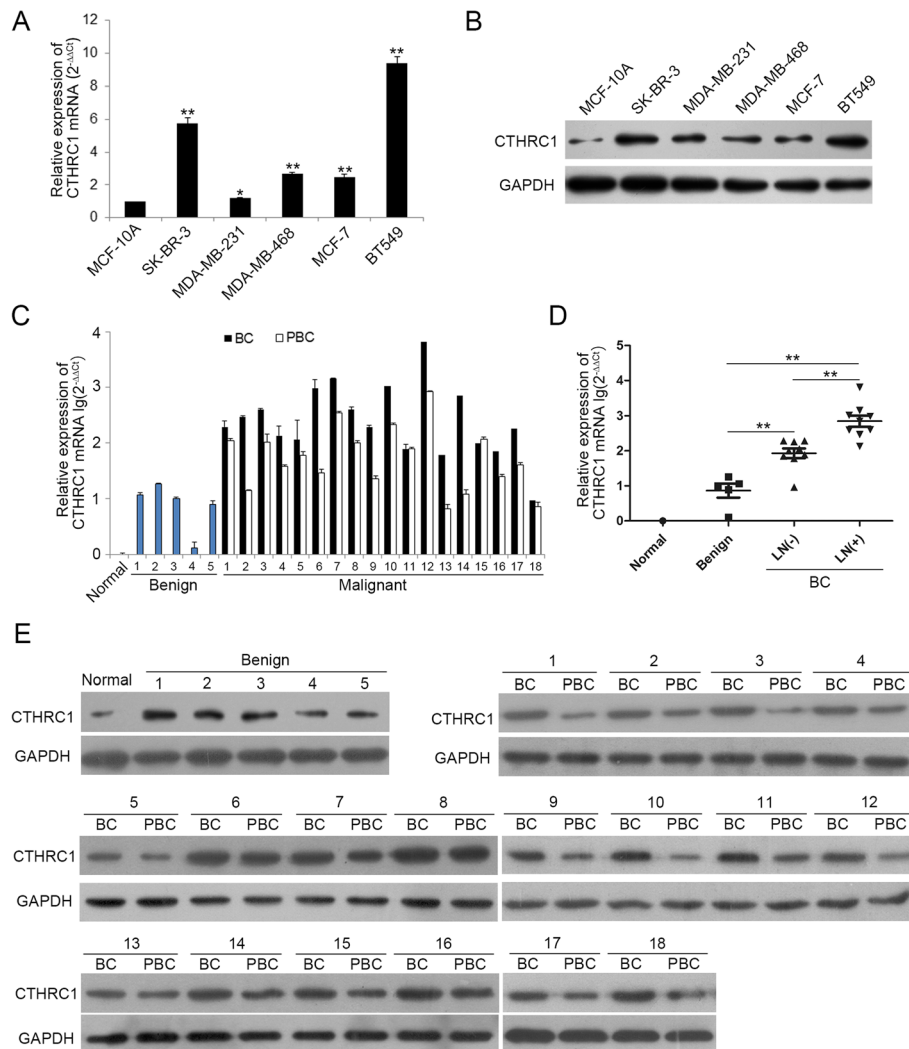 A
Relative expression of
CTHRC1 mRNA (2-ΔΔCt)
12
10
8
6
4
2
0
**
*
**
**
**
MCF-10A
SK-BR-3
MDA-MB-231
MDA-MB-468
MCF-7
BT549
B
MCF-10A
SK-BR-3
MDA-MB-231
MDA-MB-468
MCF-7
BT549
CTHRC1
GAPDH
C
Relative expression of
CTHRC1 mRNA lg(2-ΔΔCt)
4
3
2
1
0
BC
PBC
Normal
1 2 3 4 5
Benign
1 2 3 4 5 6 7 8 9 10 11 12 13 14 15 16 17 18
Malignant
D
Relative expression of
CTHRC1 mRNA lg(2-ΔΔCt)
5
4
3
2
1
0
**
**
**
Normal
Benign
LN(-)
LN(+)
BC
E
Benign
Normal 1 2 3 4 5
CTHRC1
GAPDH
1 2 3 4
BC PBC BC PBC BC PBC BC PBC
CTHRC1
GAPDH
5 6 7 8 9 10 11 12
BC PBC BC PBC BC PBC BC PBC BC PBC BC PBC BC PBC BC PBC
CTHRC1
GAPDH
13 14 15 16 17 18
BC PBC BC PBC BC PBC BC PBC BC PBC BC PBC
CTHRC1
GAPDH